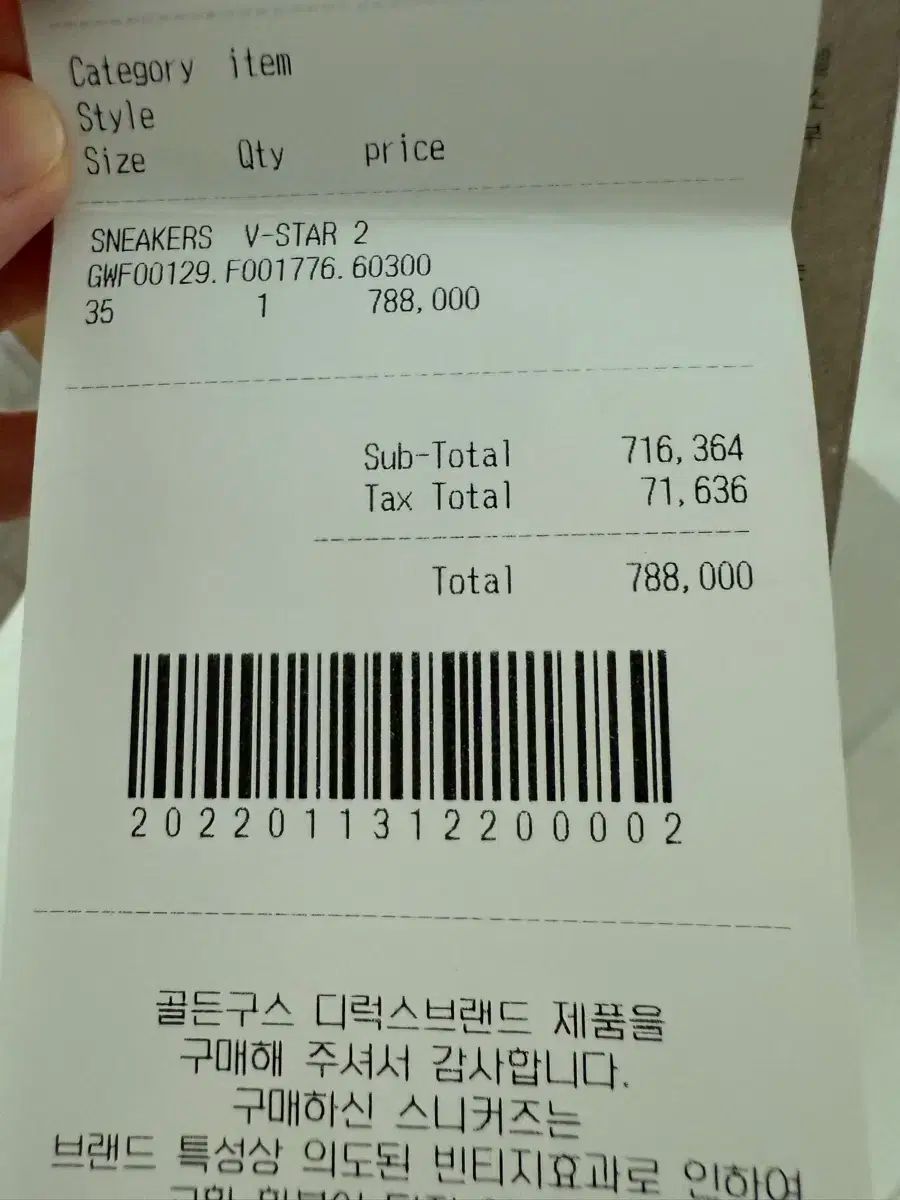 Category item
Style
Size Qty price
SNEAKERS V-STAR 2
GWF00129.F001776.60300
35 1 788,000
Sub-Total 716,364
Tax Total 71,636
Total 788,000
2022011312200002
골든구스 디럭스브랜드 제품을
구매해 주셔서 감사합니다.
구매하신 스니커즈는
브랜드 특성상 의도된 빈티지효과로 인하여